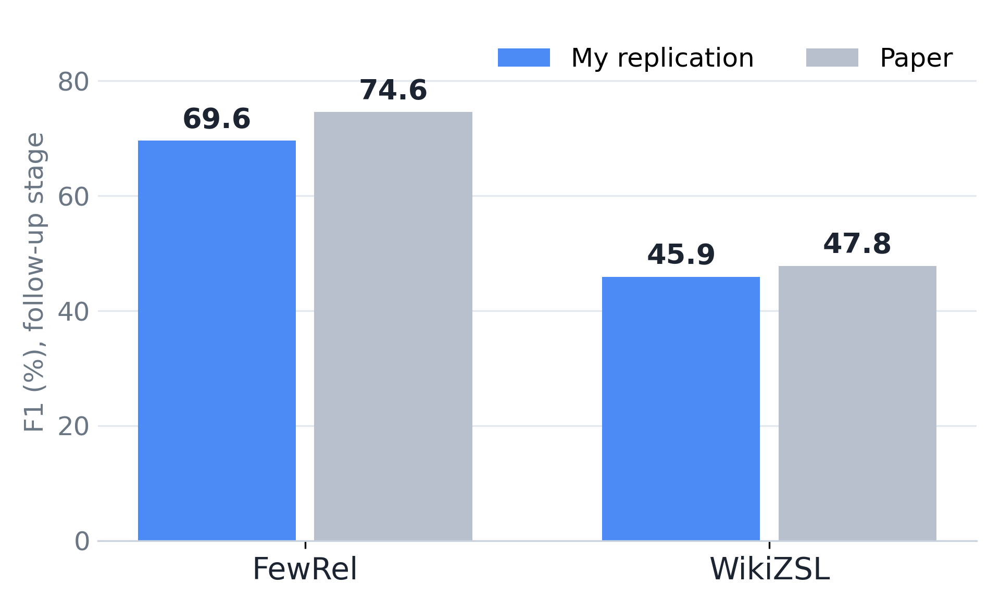 My replication
Paper
F1 (%), follow-up stage
80
60
40
20
0
69.6
74.6
45.9
47.8
FewRel
WikiZSL